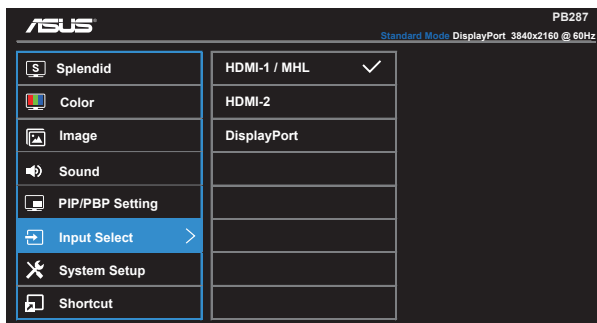 ASUS
PB287
Standard Mode DisplayPort 3840x2160 @ 60Hz
S Splendid
Color
Image
Sound
PIP/PBP Setting
Input Select
System Setup
Shortcut
HDMI-1 / MHL
HDMI-2
DisplayPort